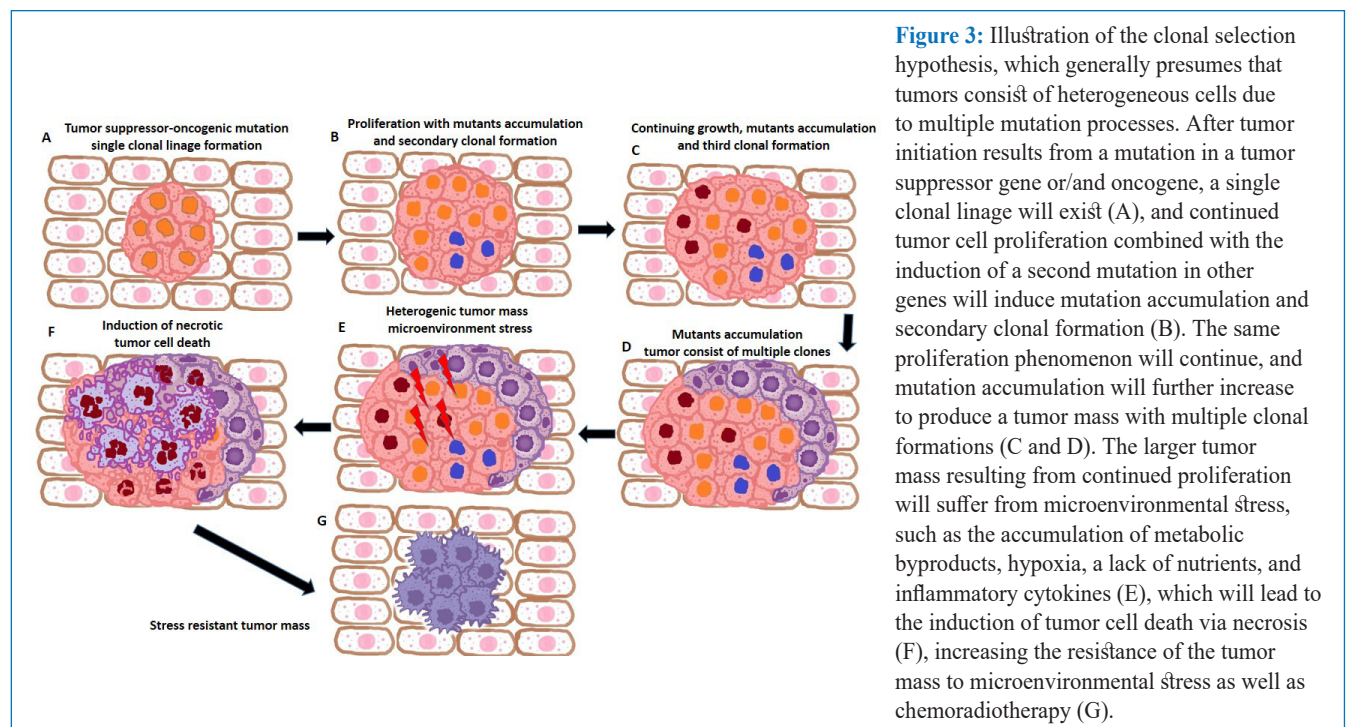 A
Tumor suppressor-oncogenic mutation
single clonal linage formation
B
Proliferation with mutants accumulation
and secondary clonal formation
C
Continuing growth, mutants accumulation
and third clonal formation
D
Mutants accumulation
tumor consist of multiple clones
E
Heterogenic tumor mass
microenvironment stress
F
Induction of necrotic
tumor cell death
G
Stress resistant tumor mass
Figure 3: Illustration of the clonal selection
hypothesis, which generally presumes that
tumors consist of heterogeneous cells due
to multiple mutation processes. After tumor
initiation results from a mutation in a tumor
suppressor gene or/and oncogene, a single
clonal linage will exist (A), and continued
tumor cell proliferation combined with the
induction of a second mutation in other
genes will induce mutation accumulation and
secondary clonal formation (B). The same
proliferation phenomenon will continue, and
mutation accumulation will further increase
to produce a tumor mass with multiple clonal
formations (C and D). The larger tumor
mass resulting from continued proliferation
will suffer from microenvironmental stress,
such as the accumulation of metabolic
byproducts, hypoxia, a lack of nutrients, and
inflammatory cytokines (E), which will lead to
the induction of tumor cell death via necrosis
(F), increasing the resistance of the tumor
mass to microenvironmental stress as well as
chemoradiotherapy (G).